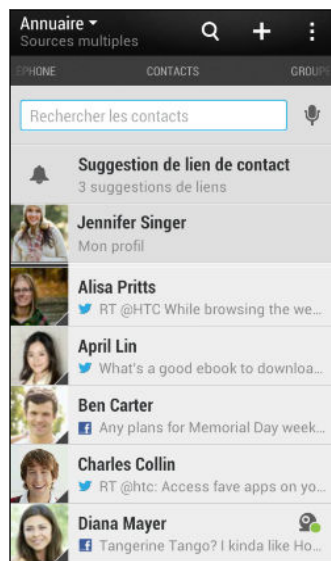 Annuaire
Sources multiples
EPHONE CONTACTS GROUPE
Rechercher les contacts
Suggestion de lien de contact
3 suggestions de liens
Jennifer Singer
Mon profil
Alisa Pritts
RT @HTC While browsing the we...
April Lin
What's a good ebook to downloa...
Ben Carter
Any plans for Memorial Day week...
Charles Collin
RT @htc: Access fave apps on yo...
Diana Mayer
Tangerine Tango? I kinda like Ho...